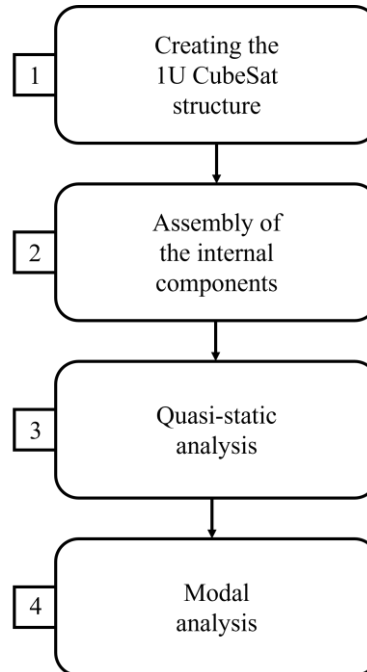 1
Creating the
1U CubeSat
structure
2
Assembly of
the internal
components
3
Quasi-static
analysis
4
Modal
analysis